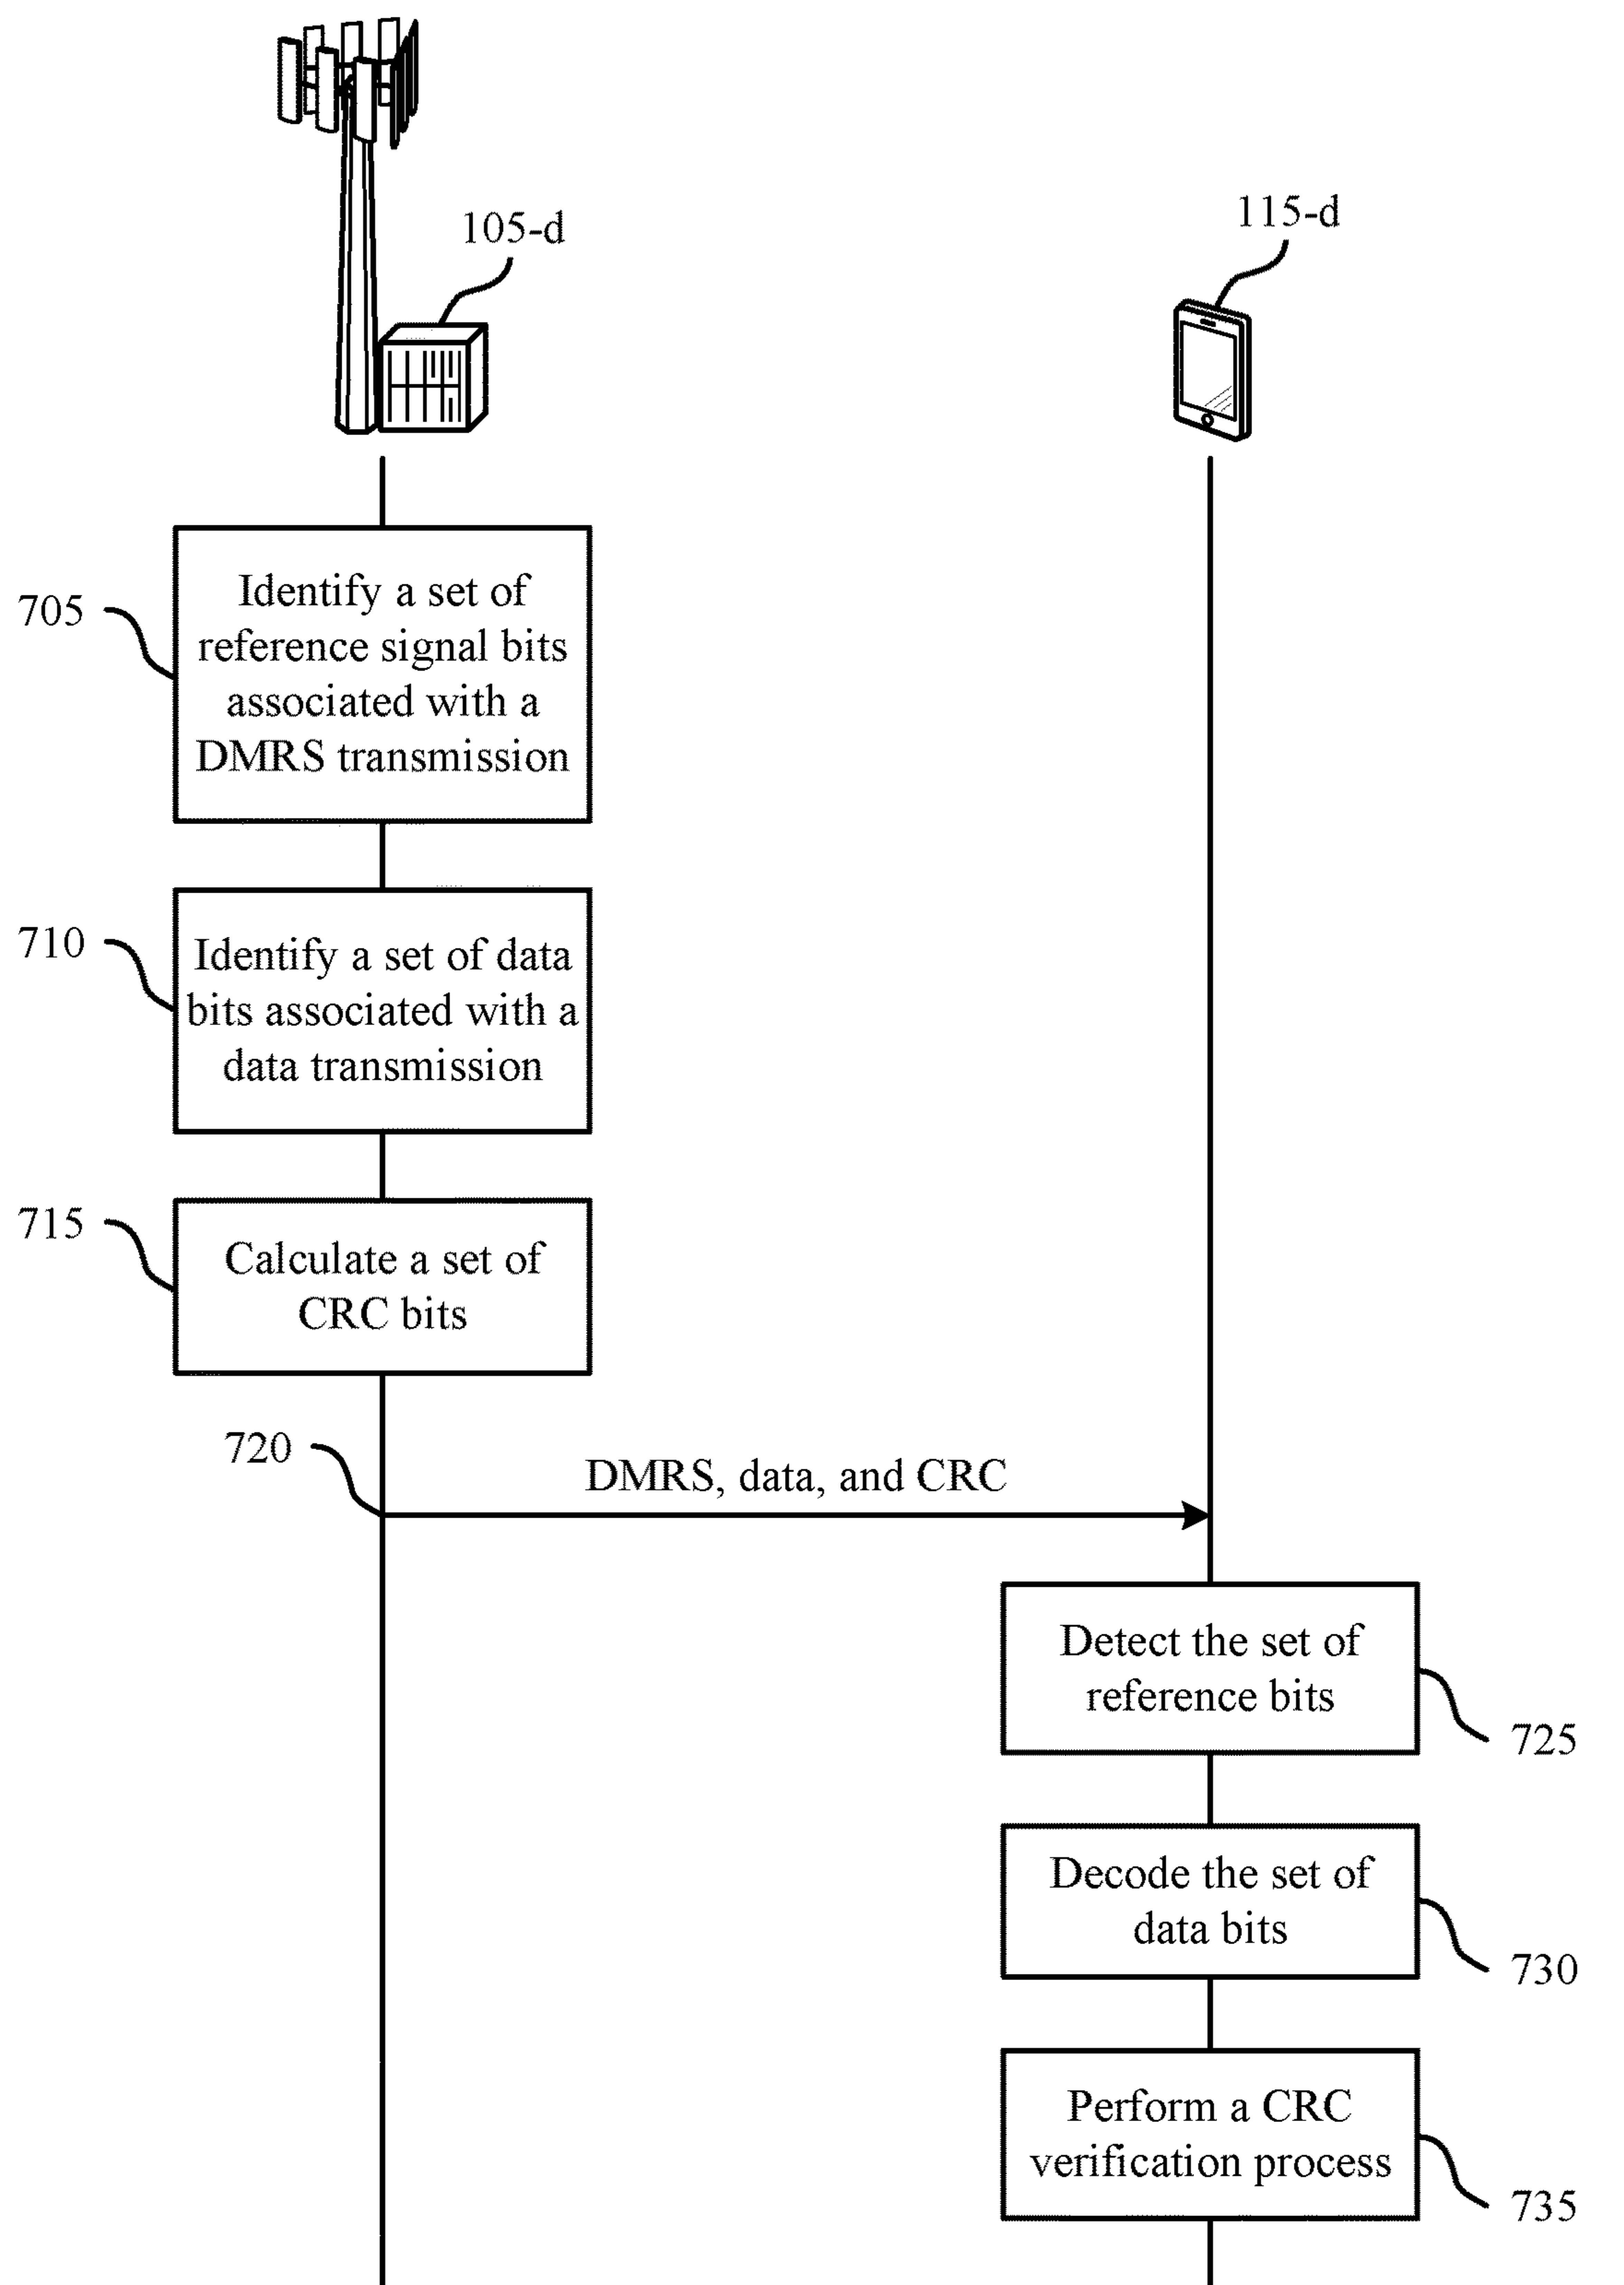 105-d
115-d
705
Identify a set of
reference signal bits
associated with a
DMRS transmission
710
Identify a set of data
bits associated with a
data transmission
715
Calculate a set of
CRC bits
720
DMRS, data, and CRC
Detect the set of
reference bits
725
Decode the set of
data bits
730
Perform a CRC
verification process
735